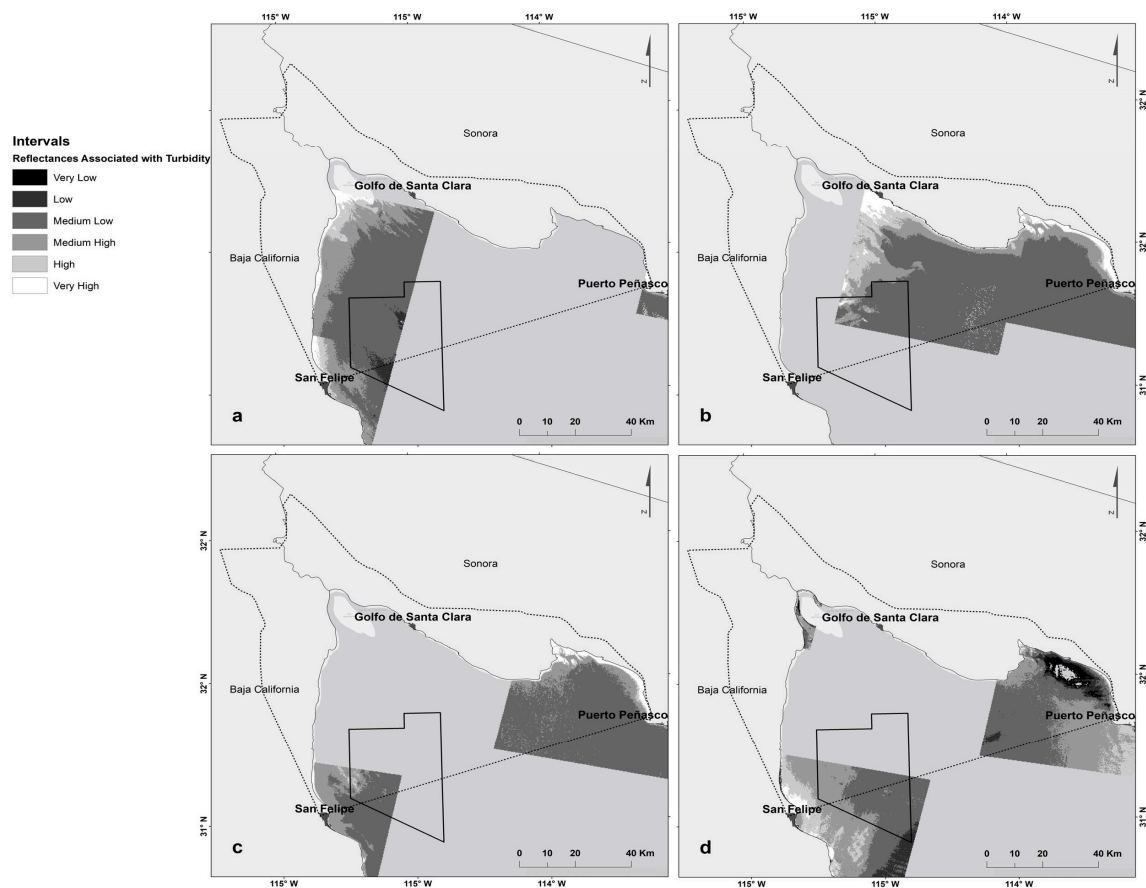 115° W
115° W
114° W
115° W
115° W
114° W
Intervals
Reflectances Associated with Turbidity
Very Low
Low
Medium Low
Medium High
High
Very High
N
Sonora
Golfo de Santa Clara
Baja California
Puerto Peñasco
San Felipe
a
0 10 20 40 Km
N
Sonora
Golfo de Santa Clara
Baja California
Puerto Peñasco
San Felipe
b
0 10 20 40 Km
32° N
32° N
31° N
32° N
32° N
31° N
N
Sonora
Golfo de Santa Clara
Baja California
Puerto Peñasco
San Felipe
c
0 10 20 40 Km
N
Sonora
Golfo de Santa Clara
Baja California
Puerto Peñasco
San Felipe
d
0 10 20 40 Km
32° N
32° N
31° N
115° W
115° W
114° W
115° W
115° W
114° W